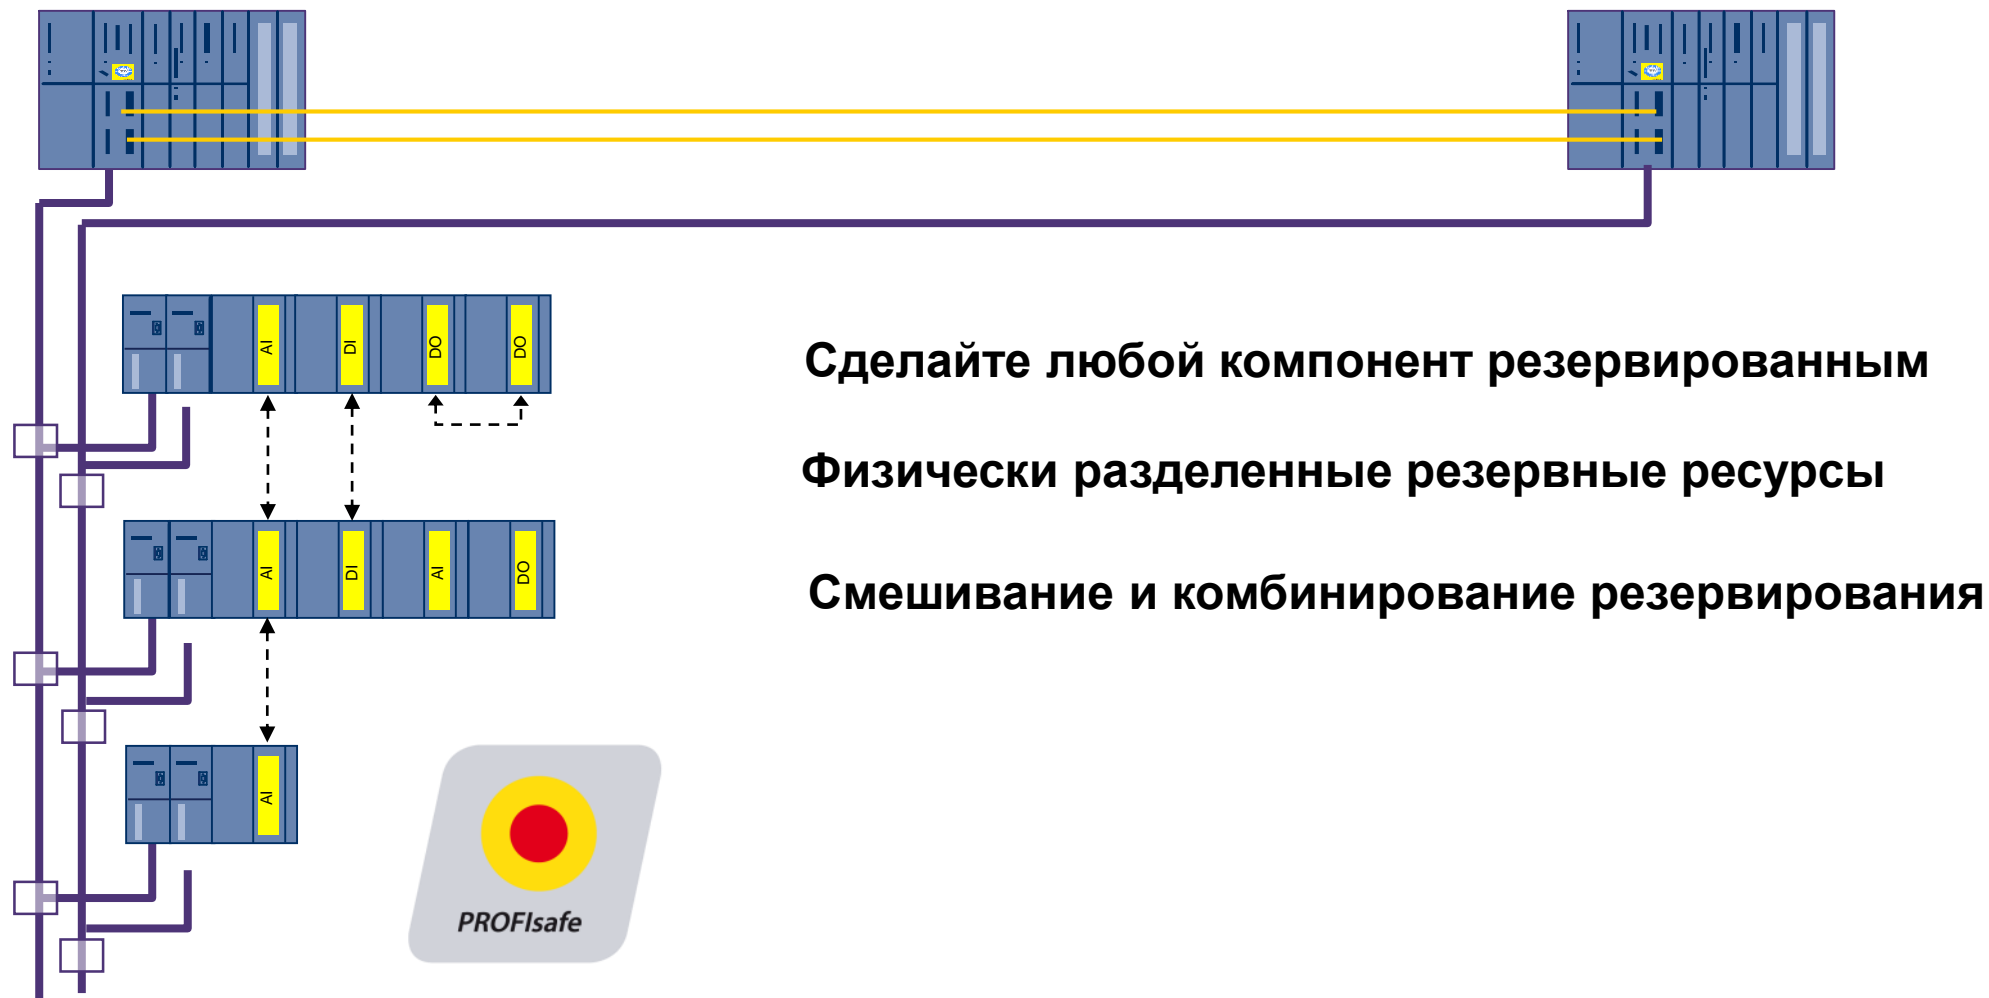 AI DI DO DO
Сделайте любой компонент резервированным
Физически разделенные резервные ресурсы
AI DI AI DO
Смешивание и комбинирование резервирования
AI
PROFIsafe